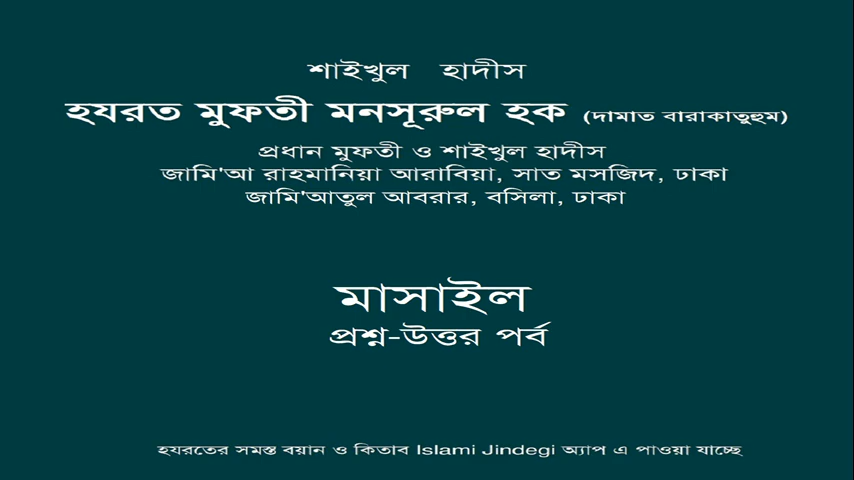 শাইখুল হাদীস
হযরত মুফতী মনসূরুল হক (দামাত বারাকাতুহুম)
প্রধান মুফতী ও শাইখুল হাদীস
জামি'আ রাহমানিয়া আরাবিয়া, সাত মসজিদ, ঢাকা
জামি'আতুল আবরার, বসিলা, ঢাকা
মাসাইল
প্রশ্ন-উত্তর পর্ব
হযরতের সমস্ত বয়ান ও কিতাব Islami Jindegi অ্যাপ এ পাওয়া যাচ্ছে